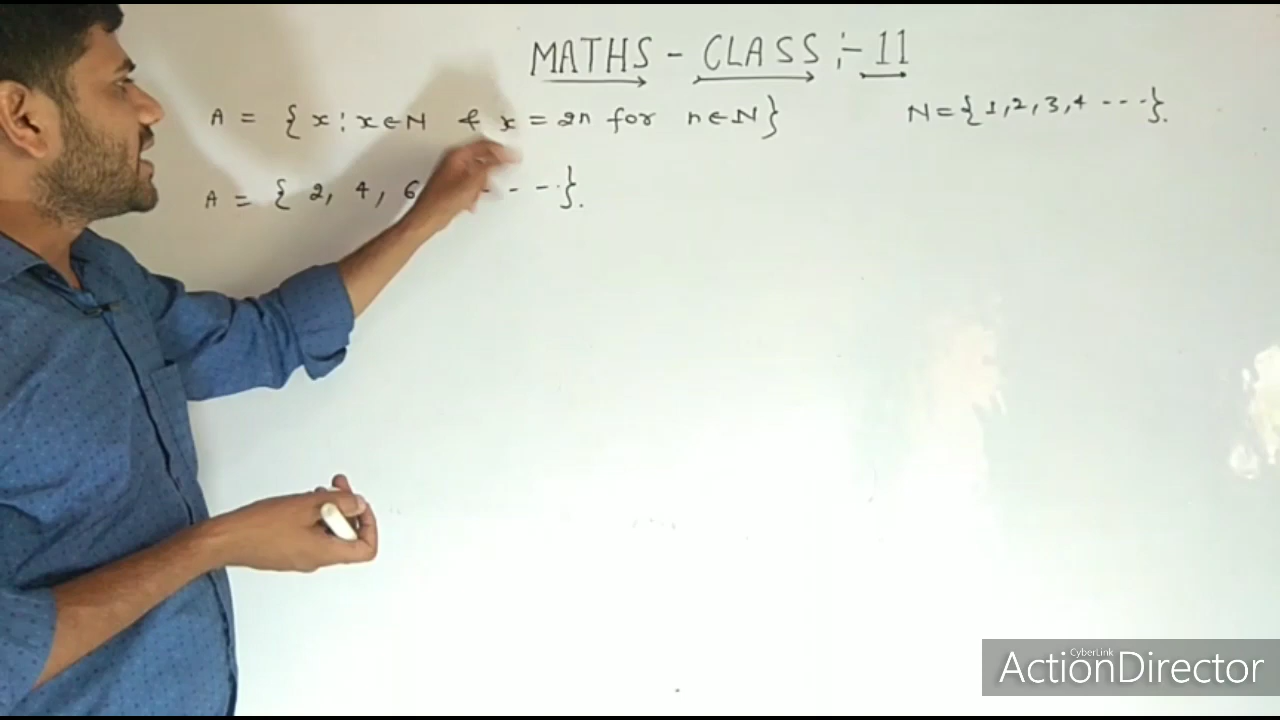 MATHS - CLASS :- 11
A = {x : x ∈ N & x = 2n for n ∈ N}
N = {1, 2, 3, 4 ----}.
A = { 2, 4, 6 - - -}.
CyberLink
ActionDirector